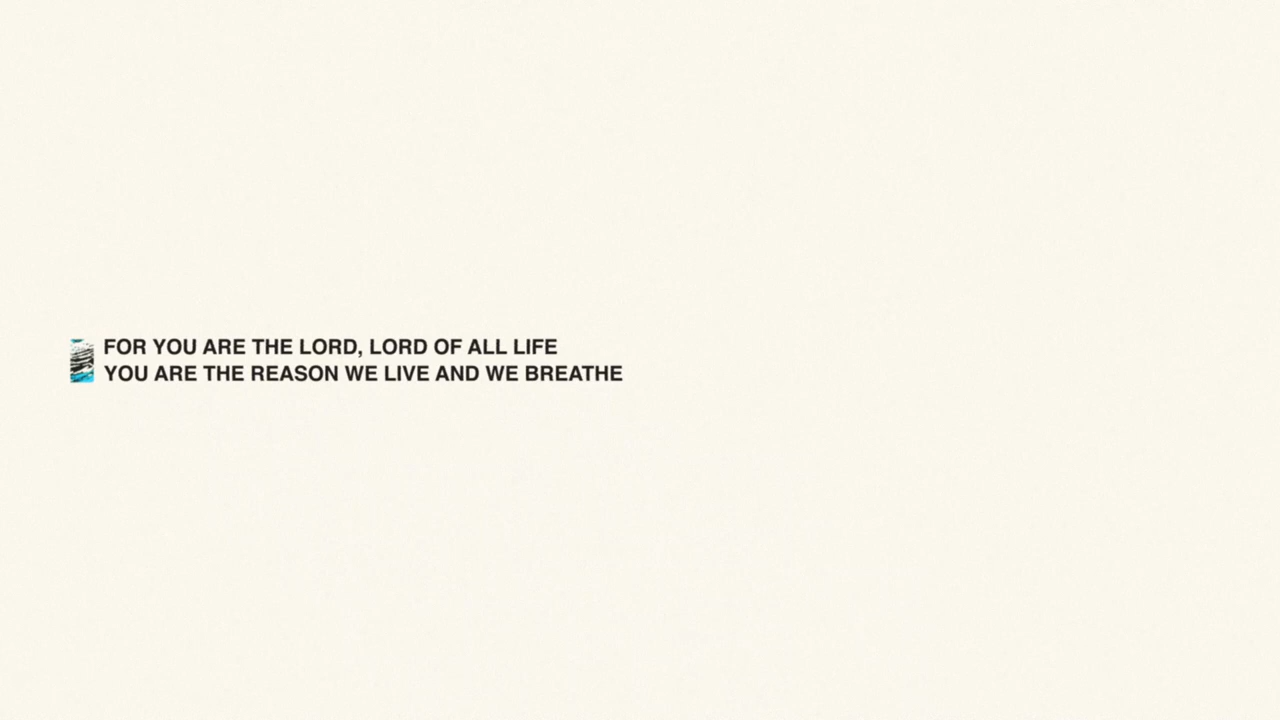 FOR YOU ARE THE LORD, LORD OF ALL LIFE
YOU ARE THE REASON WE LIVE AND WE BREATHE